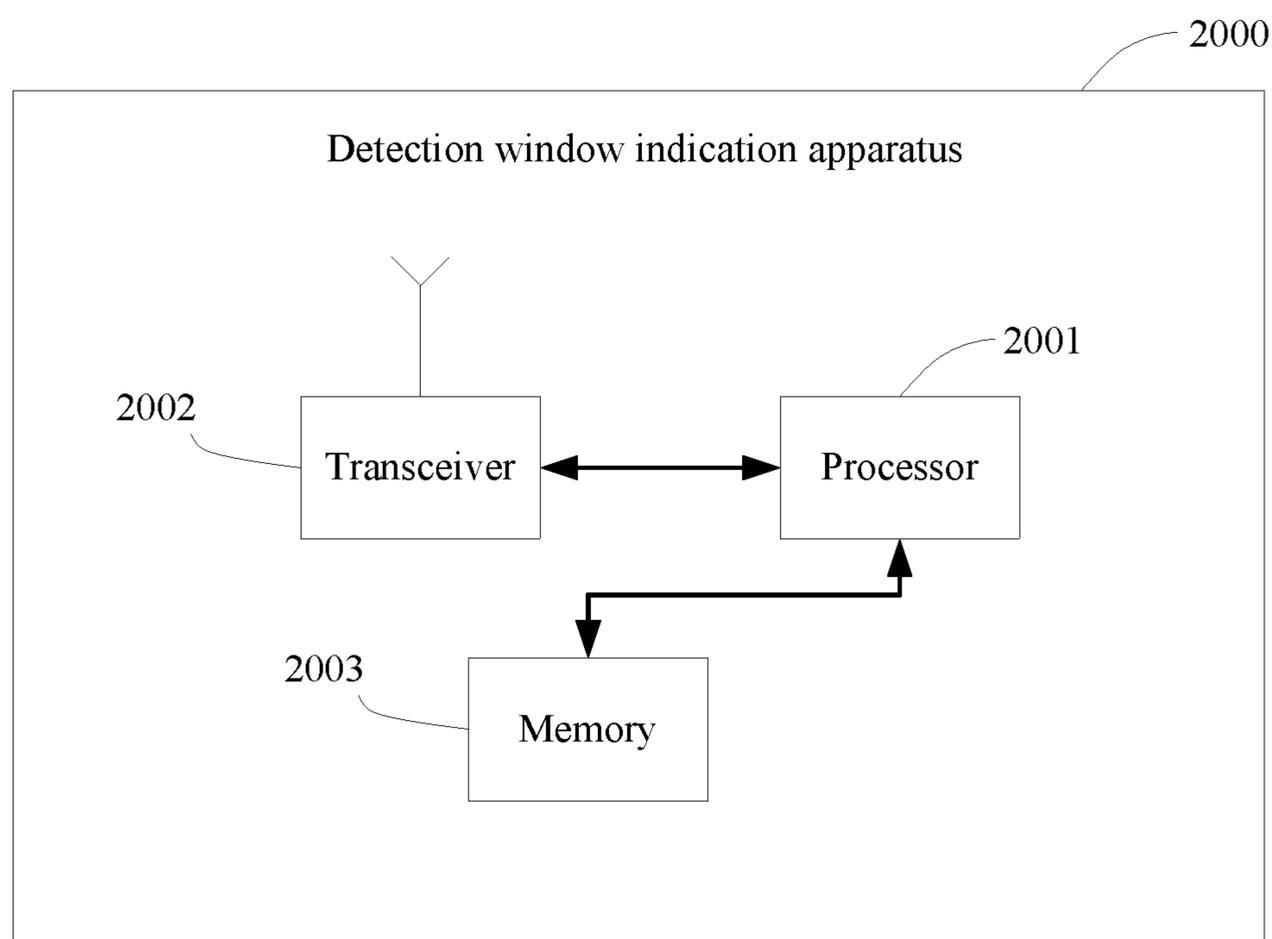 2000
Detection window indication apparatus
2001
2002
Transceiver
Processor
2003
Memory